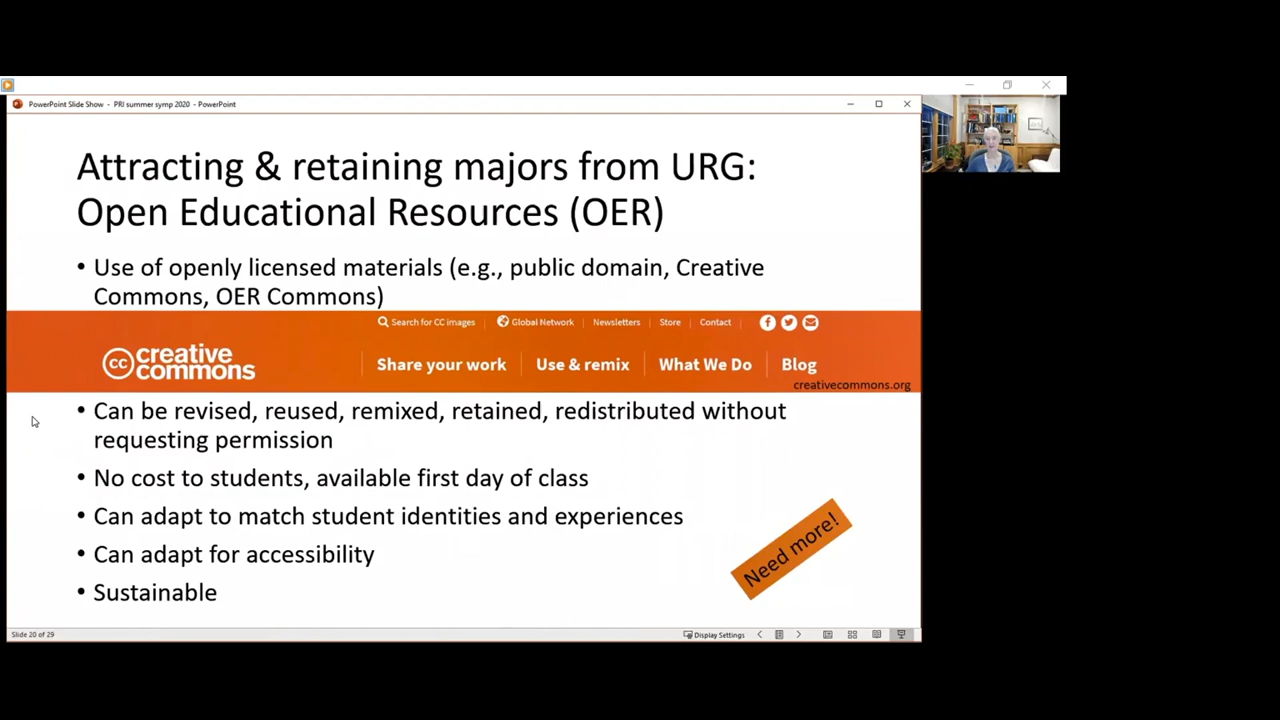 PowerPoint Slide Show - PRI summer symp 2020 - PowerPoint
Attracting & retaining majors from URG:
Open Educational Resources (OER)
• Use of openly licensed materials (e.g., public domain, Creative
Commons, OER Commons)
Search for CC images
Global Network
Newsletters
Store
Contact
cc creative
commons
Share your work
Use & remix
What We Do
Blog
creativecommons.org
• Can be revised, reused, remixed, retained, redistributed without
requesting permission
• No cost to students, available first day of class
• Can adapt to match student identities and experiences
• Can adapt for accessibility
• Sustainable
Need more!
Slide 20 of 29
Display Settings